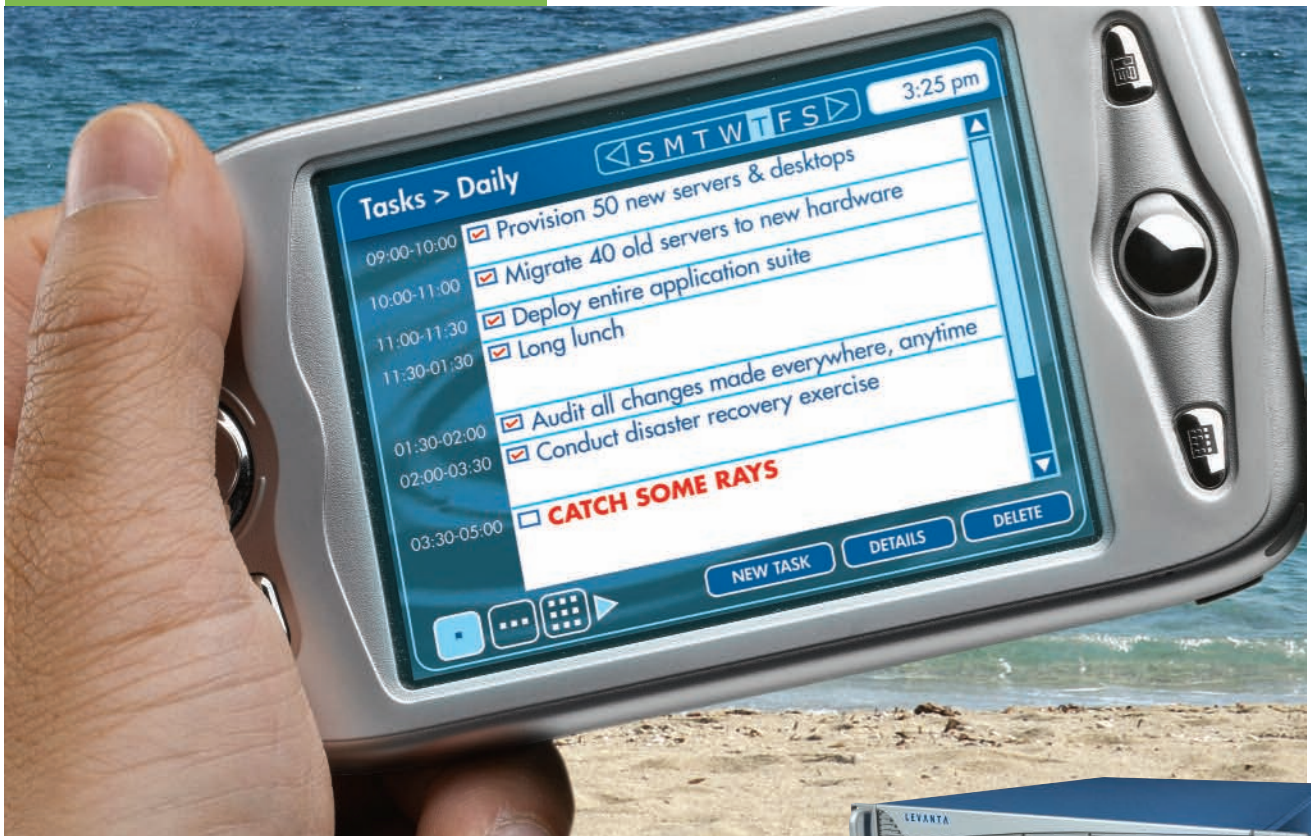 Tasks > Daily
S M T W T F S
3:25 pm
09:00-10:00 Provision 50 new servers & desktops
10:00-11:00 Migrate 40 old servers to new hardware
11:00-11:30 Deploy entire application suite
11:30-01:30 Long lunch
01:30-02:00 Audit all changes made everywhere, anytime
02:00-03:30 Conduct disaster recovery exercise
03:30-05:00 CATCH SOME RAYS
NEW TASK DETAILS DELETE
LEVANTA